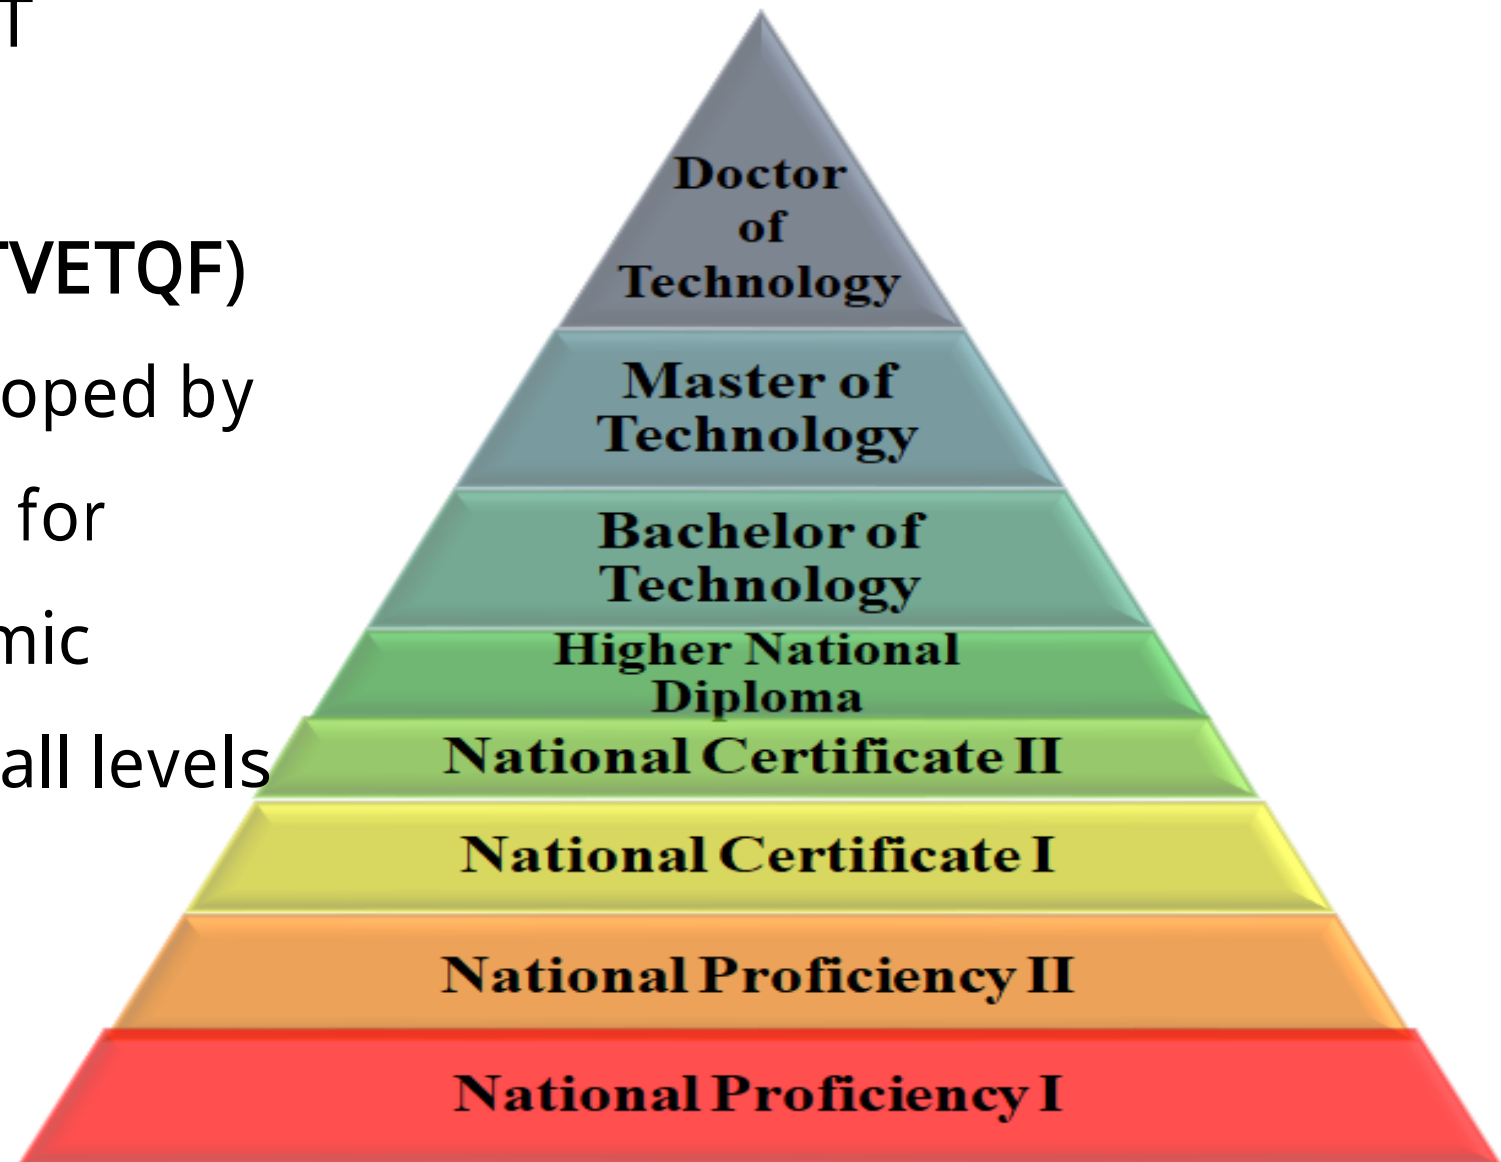 T
TVETQF)
oped by
for
mic
all levels
Doctor
of
Technology
Master of
Technology
Bachelor of
Technology
Higher National
Diploma
National Certificate II
National Certificate I
National Proficiency II
National Proficiency I